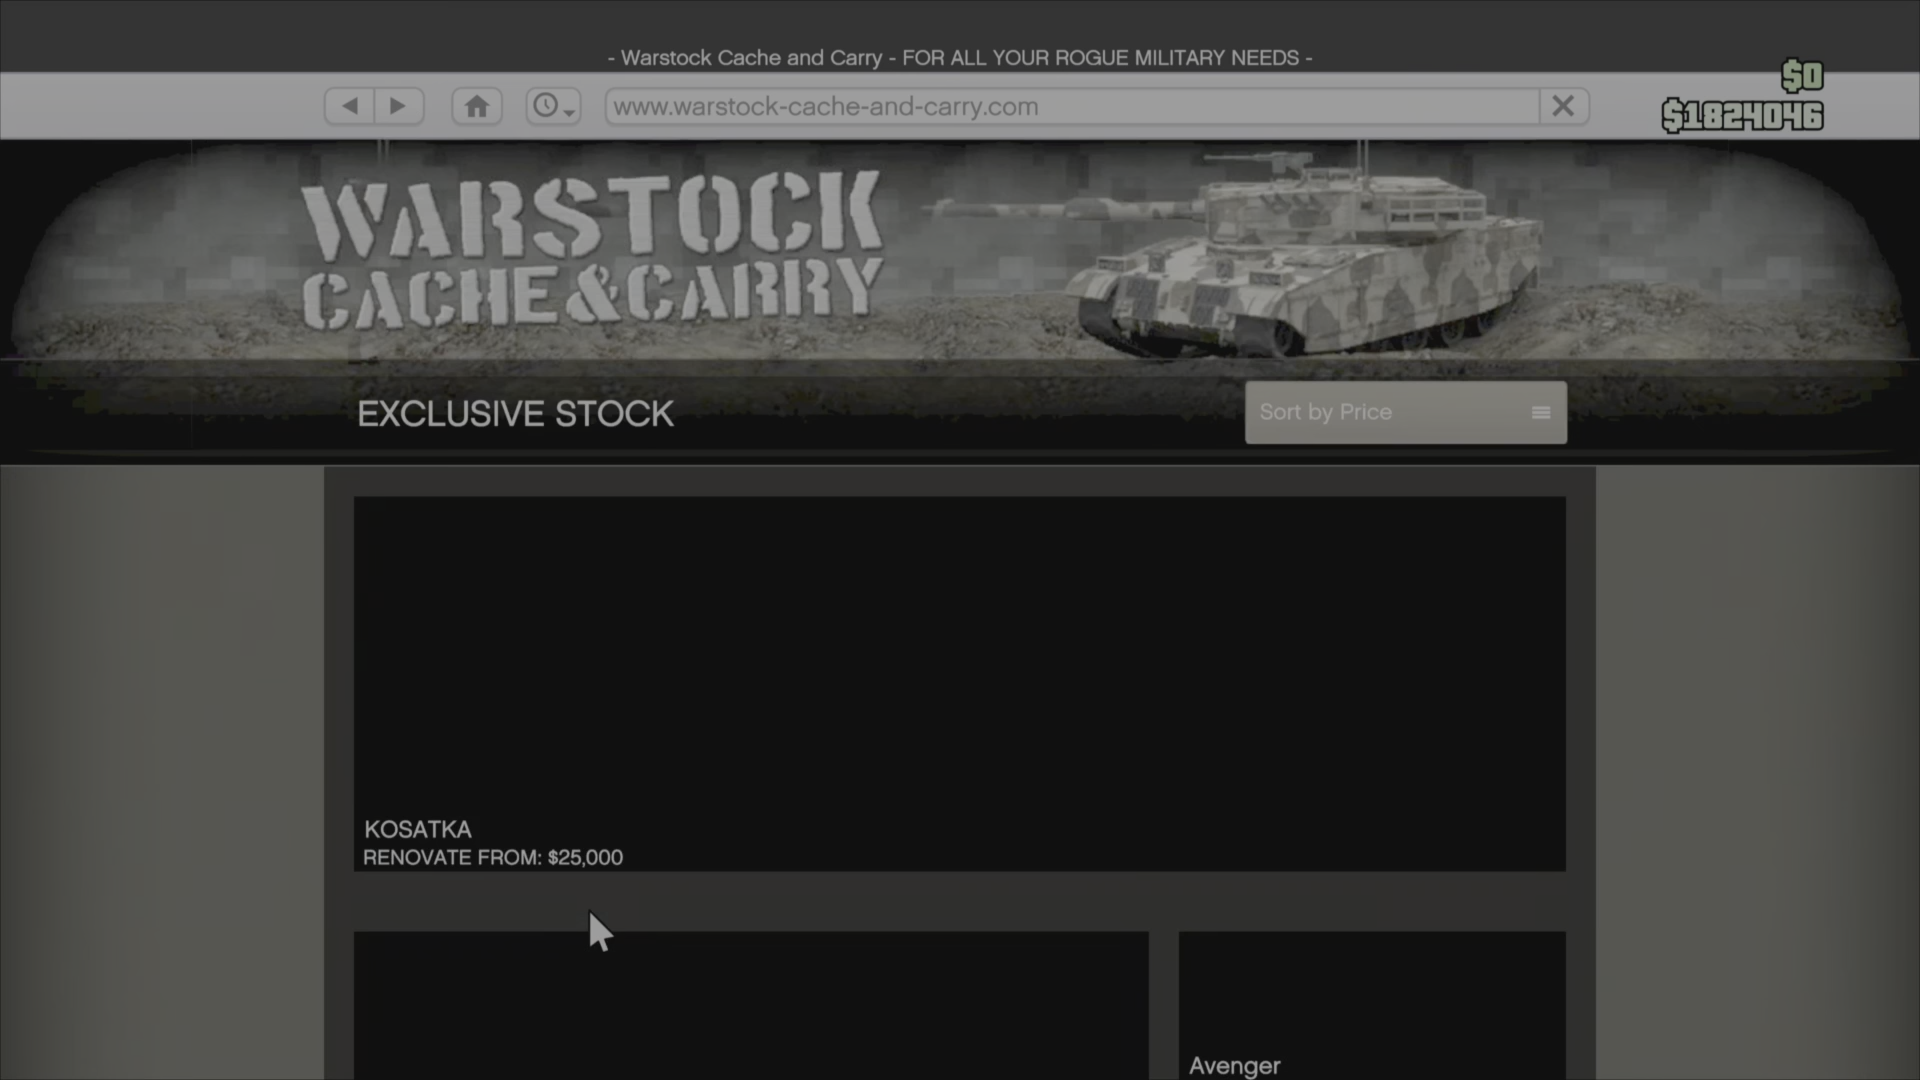 - Warstock Cache and Carry - FOR ALL YOUR ROGUE MILITARY NEEDS -
$0
www.warstock-cache-and-carry.com
$1824046
WARSTOCK
CACHE&CARRY
EXCLUSIVE STOCK
Sort by Price
KOSATKA
RENOVATE FROM: $25,000
Avenger